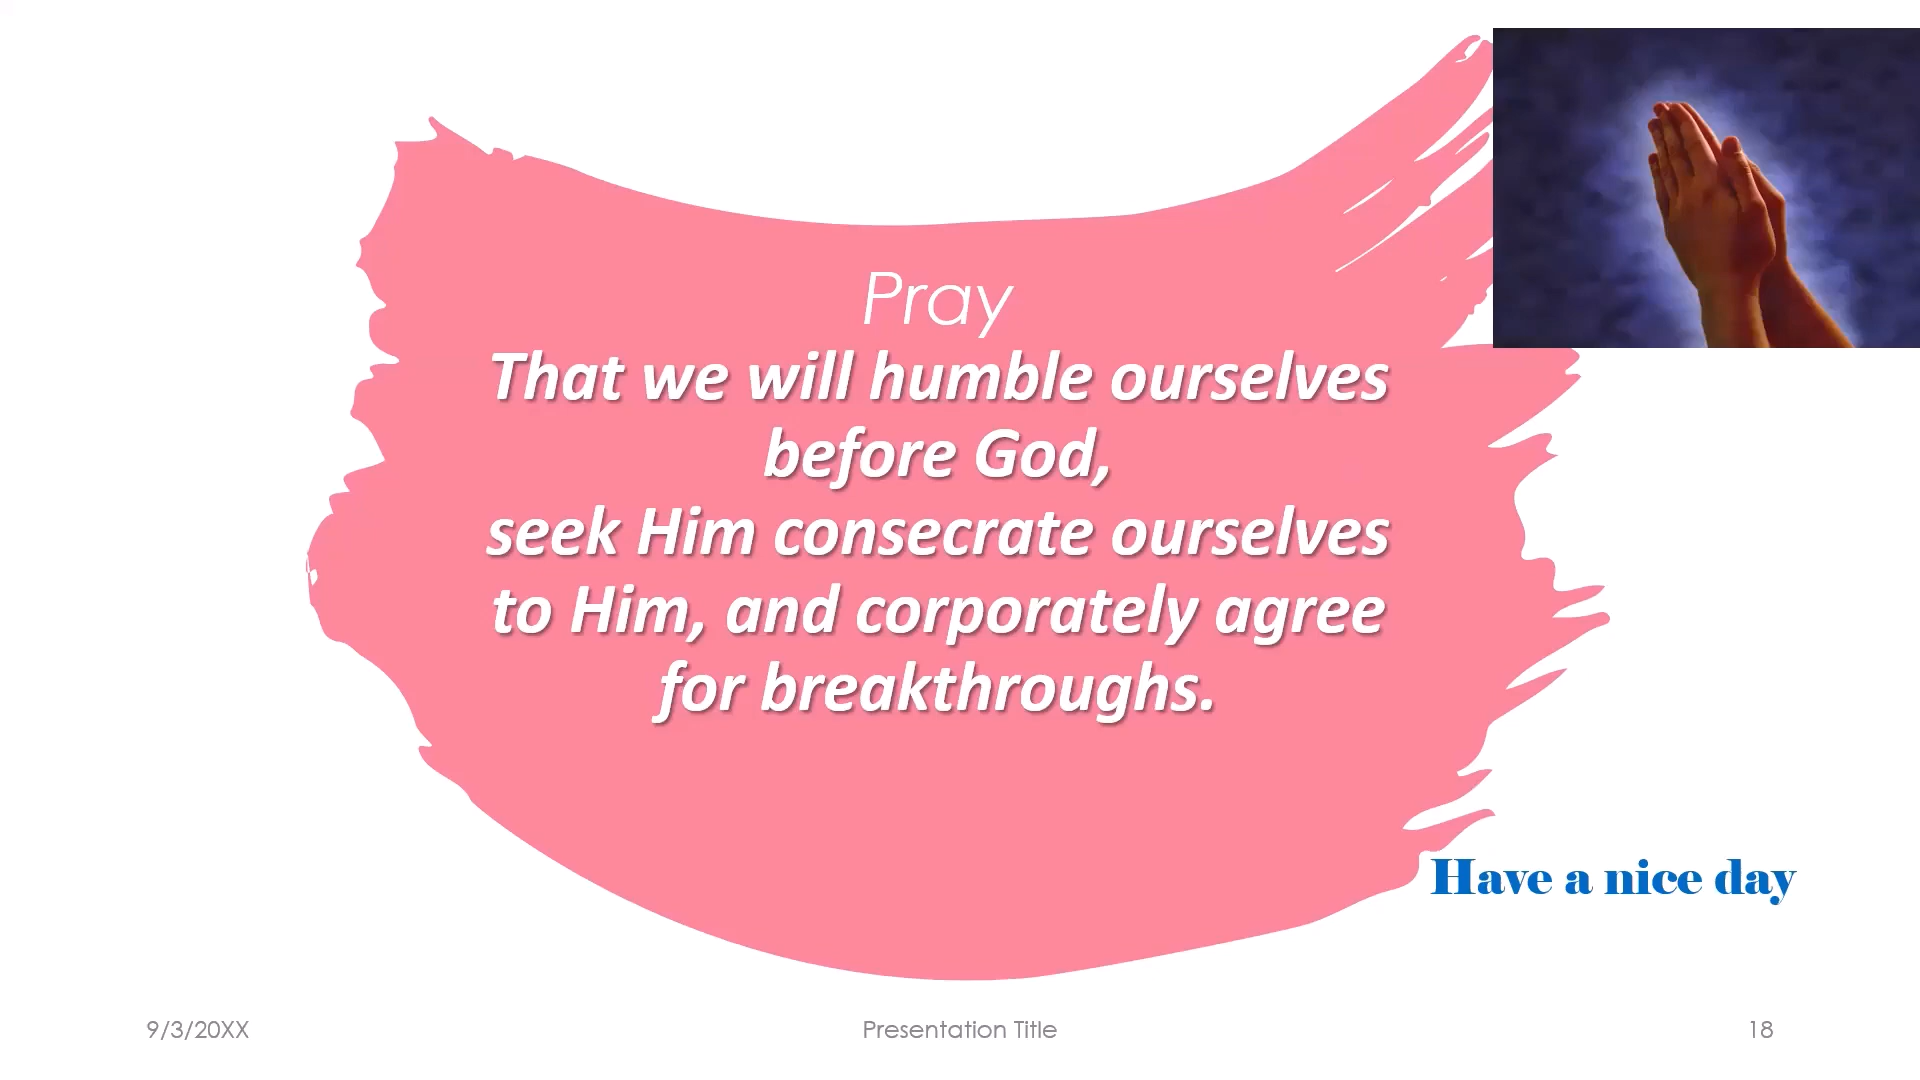 Pray
That we will humble ourselves
before God,
seek Him consecrate ourselves
to Him, and corporately agree
for breakthroughs.
Have a nice day
9/3/20XX
Presentation Title
18